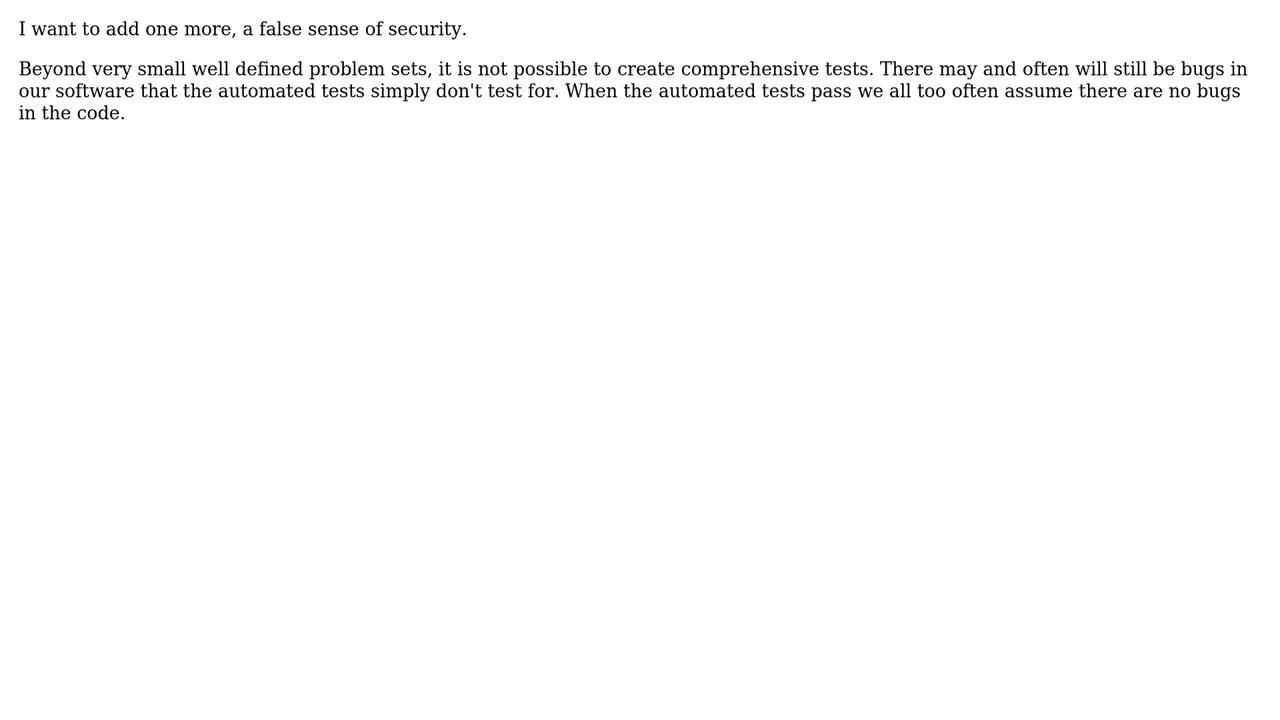 I want to add one more, a false sense of security.
Beyond very small well defined problem sets, it is not possible to create comprehensive tests. There may and often will still be bugs in
our software that the automated tests simply don't test for. When the automated tests pass we all too often assume there are no bugs
in the code.